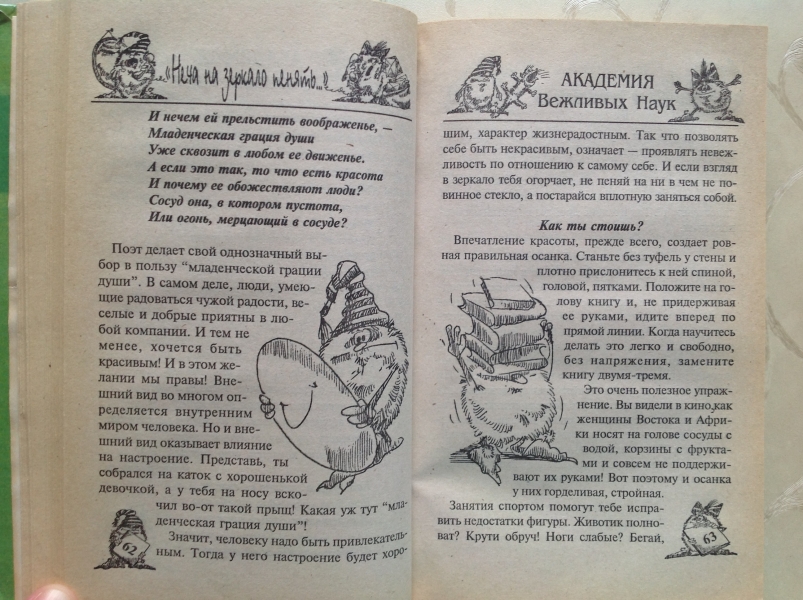 „Неча на зеркало пенять..."
И нечем ей прельстить воображенье, —
Младенческая грация души
Уже сквозит в любом ее движенье.
А если это так, то что есть красота
И почему ее обожествляют люди?
Сосуд она, в котором пустота,
Или огонь, мерцающий в сосуде?
Поэт делает свой однозначный вы-
бор в пользу “младенческой грации
души”. В самом деле, люди, умею-
щие радоваться чужой радости, ве-
селые и добрые приятны в лю-
бой компании. И тем не
менее, хочется быть
красивым! И в этом же-
лании мы правы! Вне-
шний вид во многом оп-
ределяется внутренним
миром человека. Но и вне-
шний вид оказывает влияние
на настроение. Представь, ты
собрался на каток с хорошенькой
девочкой, а у тебя на носу вско-
чил во-от такой прыщ! Какая уж тут “мла-
денческая грация души”!
Значит, человеку надо быть привлекатель-
ным. Тогда у него настроение будет хоро-
62
АКАДЕМИЯ
Вежливых Наук
шим, характер жизнерадостным. Так что позволять
себе быть некрасивым, означает — проявлять невеж-
ливость по отношению к самому себе. И если взгляд
в зеркало тебя огорчает, не пеняй на ни в чем не по-
винное стекло, а постарайся вплотную заняться собой.
Как ты стоишь?
Впечатление красоты, прежде всего, создает ров-
ная правильная осанка. Станьте без туфель у стены и
плотно прислонитесь к ней спиной,
головой, пятками. Положите на го-
лову книгу и, не придерживая
ее руками, идите вперед по
прямой линии. Когда научитесь
делать это легко и свободно,
без напряжения, замените
книгу двумя-тремя.
Это очень полезное упраж-
нение. Вы видели в кино,как
женщины Востока и Афри-
ки носят на голове сосуды с
водой, корзины с фрукта-
ми и совсем не поддержи-
вают их руками! Вот поэтому и осанка
у них горделивая, стройная.
Занятия спортом помогут тебе испра-
вить недостатки фигуры. Животик полно-
ват? Крути обруч! Ноги слабые? Бегай,
63